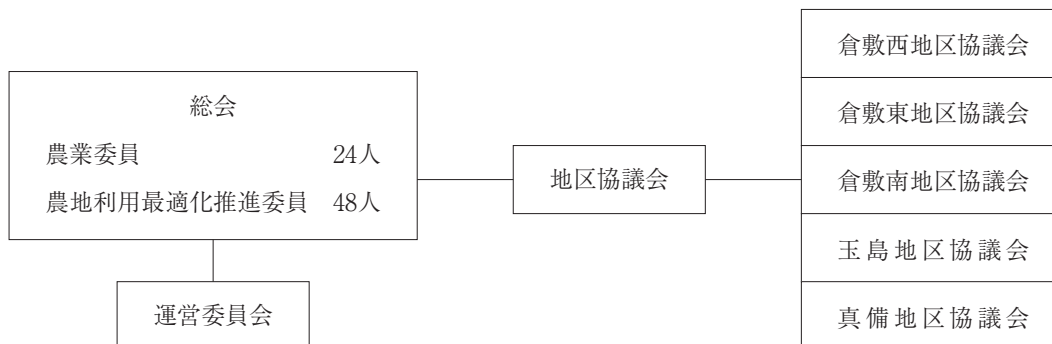 総会
農業委員 24人
農地利用最適化推進委員 48人
運営委員会
地区協議会
倉敷西地区協議会
倉敷東地区協議会
倉敷南地区協議会
玉島地区協議会
真備地区協議会